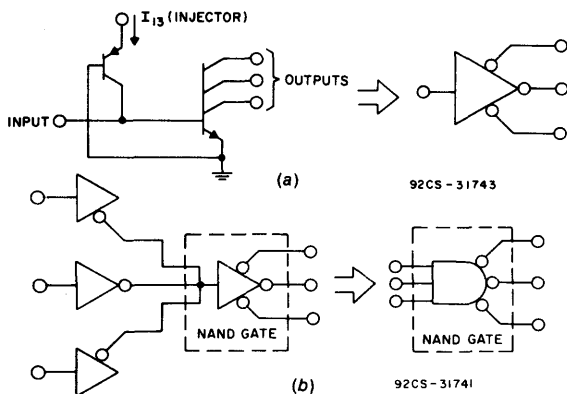 I13 (INJECTOR)
OUTPUTS
INPUT
(a)
92CS-31743
NAND GATE
NAND GATE
(b)
92CS-31741